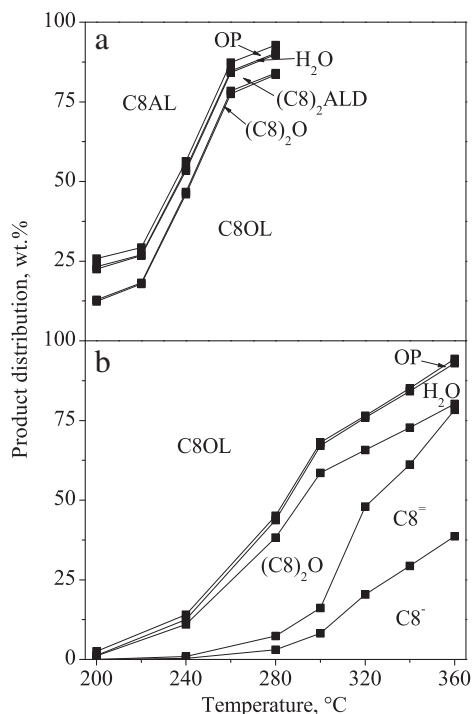 a
OP
H₂O
C8AL
(C8)₂ALD
(C8)₂O
C8OL
100
75
50
25
100
b
OP
H₂O
C8OL
(C8)₂O
C8⁼
C8⁻
75
50
25
0
200 240 280 320 360
Product distribution, wt.%
Temperature, °C